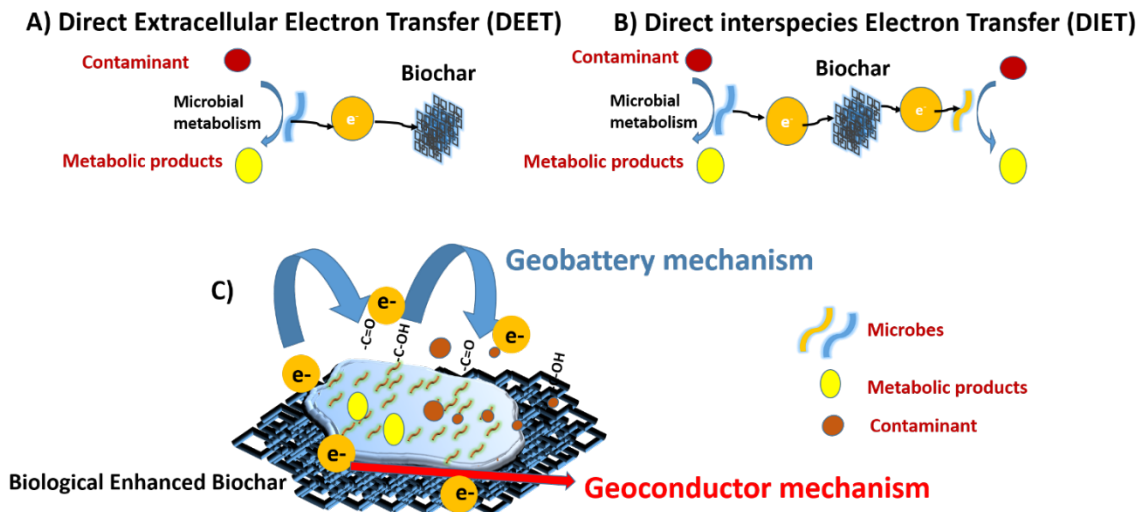 A) Direct Extracellular Electron Transfer (DEET)
Contaminant
Microbial
metabolism
Metabolic products
e-
Biochar
B) Direct interspecies Electron Transfer (DIET)
Contaminant
Microbial
metabolism
Metabolic products
e-
Biochar
e-
C)
Geobattery mechanism
e-
e-
e-
-C=O
-C-OH
-C=O
-OH
e-
e-
Biological Enhanced Biochar
Geoconductor mechanism
Microbes
Metabolic products
Contaminant